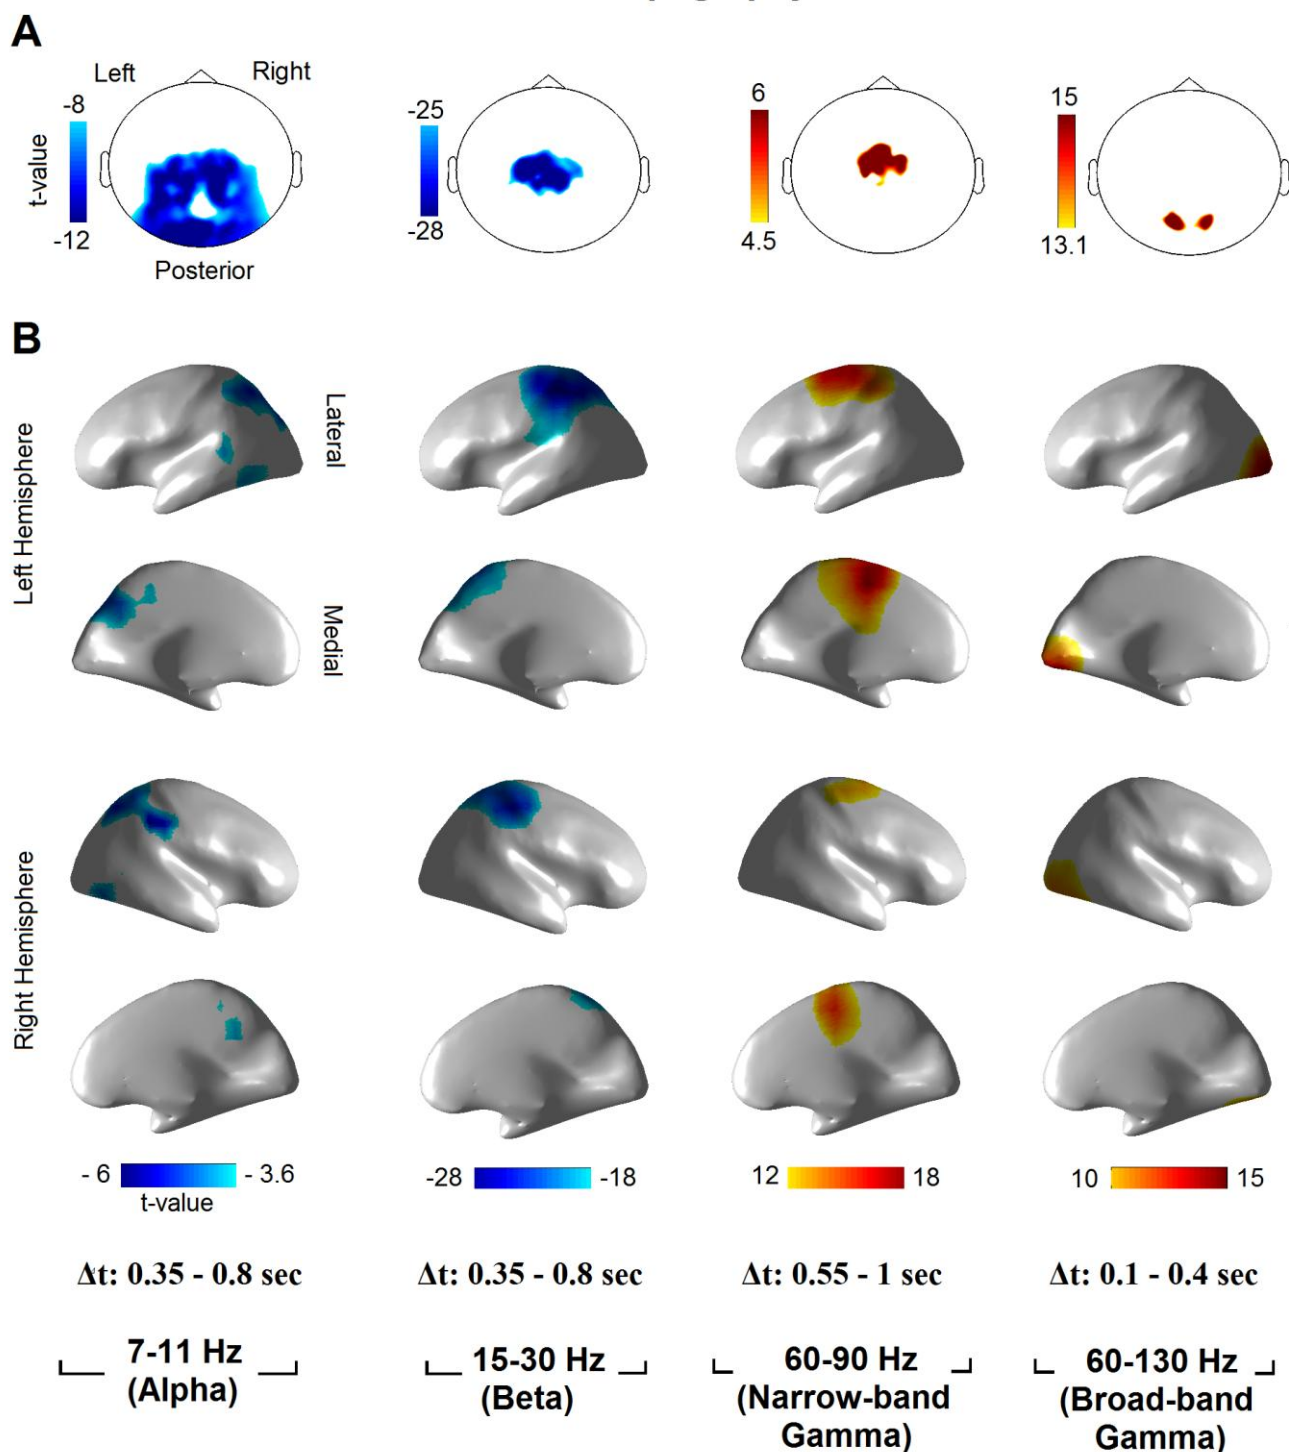 A
Left
Right
-8
t-value
-12
Posterior
-25
-28
6
4.5
15
13.1
B
Left Hemisphere
Lateral
Medial
Right Hemisphere
- 6
- 3.6
t-value
-28
-18
12
18
10
15
Δt: 0.35 - 0.8 sec
Δt: 0.35 - 0.8 sec
Δt: 0.55 - 1 sec
Δt: 0.1 - 0.4 sec
7-11 Hz
(Alpha)
15-30 Hz
(Beta)
60-90 Hz
(Narrow-band
Gamma)
60-130 Hz
(Broad-band
Gamma)